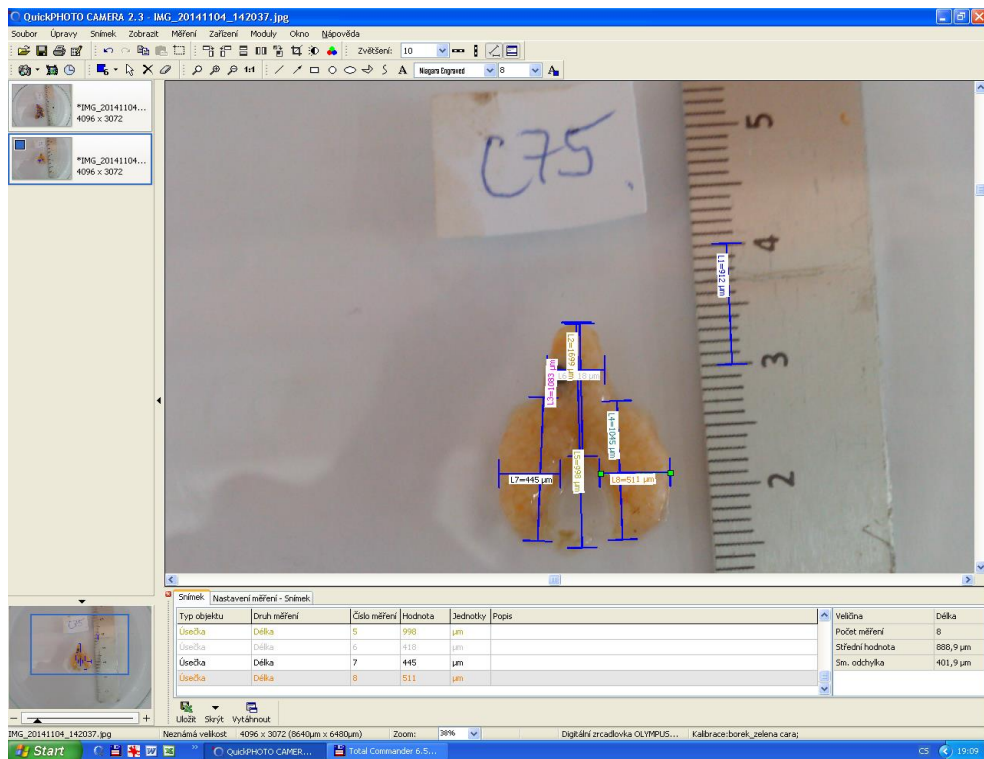 QuickPHOTO CAMERA 2.3 - IMG_20141104_142037.jpg
Soubor Úpravy Snímek Zobrazit Měření Zařízení Moduly Okno Nápověda
Zvětšení: 10
1:1 A Niagara Engraved 8 A
*IMG_20141104...
4096 x 3072
*IMG_20141104...
4096 x 3072
C75
5
4
3
2
L1=912 µm
L2=1699 µm
L3=1083 µm
L4=1045 µm
L5=998 µm
L7=445 µm
L8=511 µm
Snímek Nastavení měření - Snímek
Typ objektu Druh měření Číslo měření Hodnota Jednotky Popis
Úsečka Délka 5 998 µm
Úsečka Délka 6 418 µm
Úsečka Délka 7 445 µm
Úsečka Délka 8 511 µm
Veličina Délka
Počet měření 8
Střední hodnota 888,9 µm
Sm. odchylka 401,9 µm
Uložit Skrýt Vytáhnout
IMG_20141104_142037.jpg Neznámá velikost 4096 x 3072 (8640µm x 6480µm) Zoom: 38% Digitální zrcadlovka OLYMPUS... Kalibrace:borek_zelena cara;
Start QuickPHOTO CAMER... Total Commander 6.5... CS 19:09